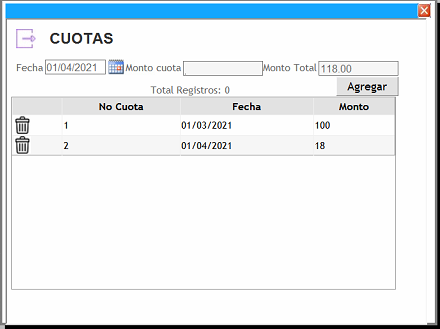 CUOTAS
Fecha 01/04/2021 Monto cuota Monto Total 118.00
Total Registros: 0 Agregar
No Cuota Fecha Monto
1 01/03/2021 100
2 01/04/2021 18